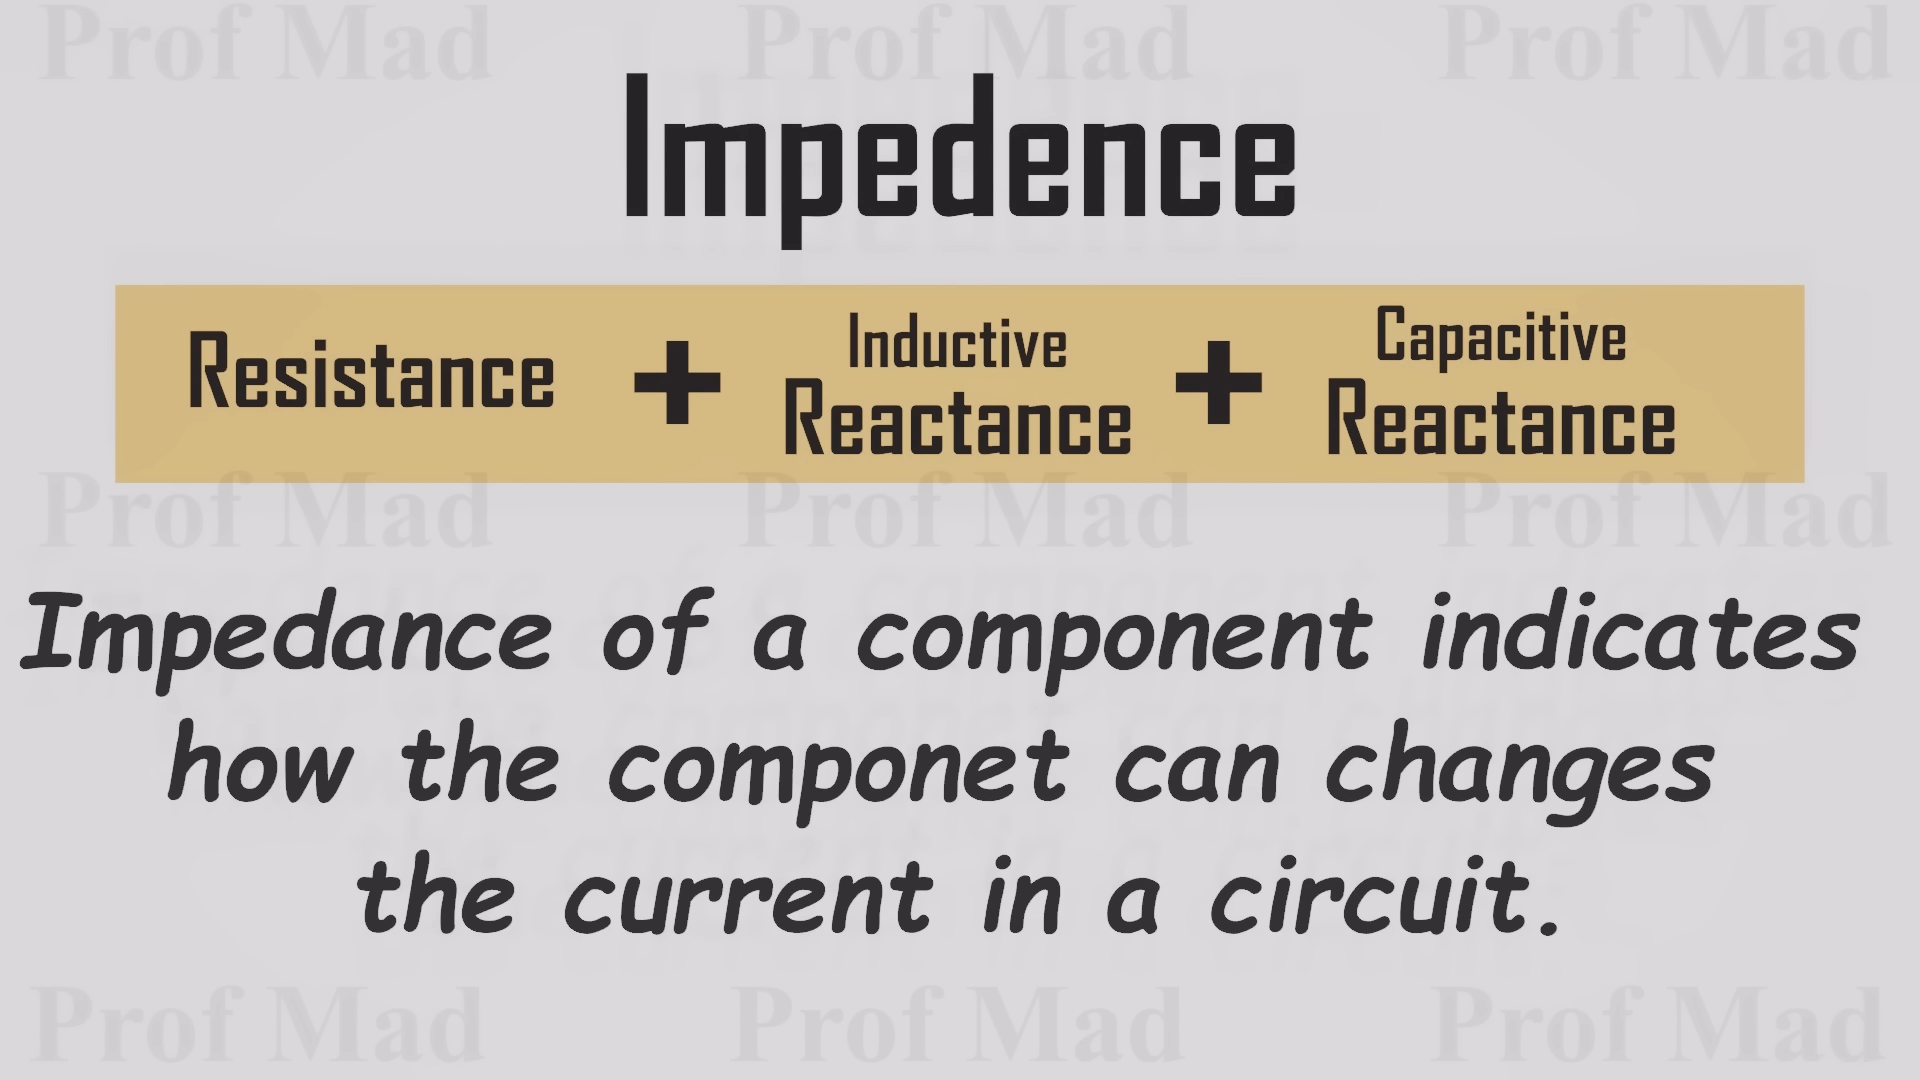 Prof Mad Prof Mad Prof Mad
Impedence
Resistance + Inductive Reactance + Capacitive Reactance
Prof Mad Prof Mad Prof Mad
Impedance of a component indicates
how the componet can changes
the current in a circuit.
Prof Mad Prof Mad Prof Mad